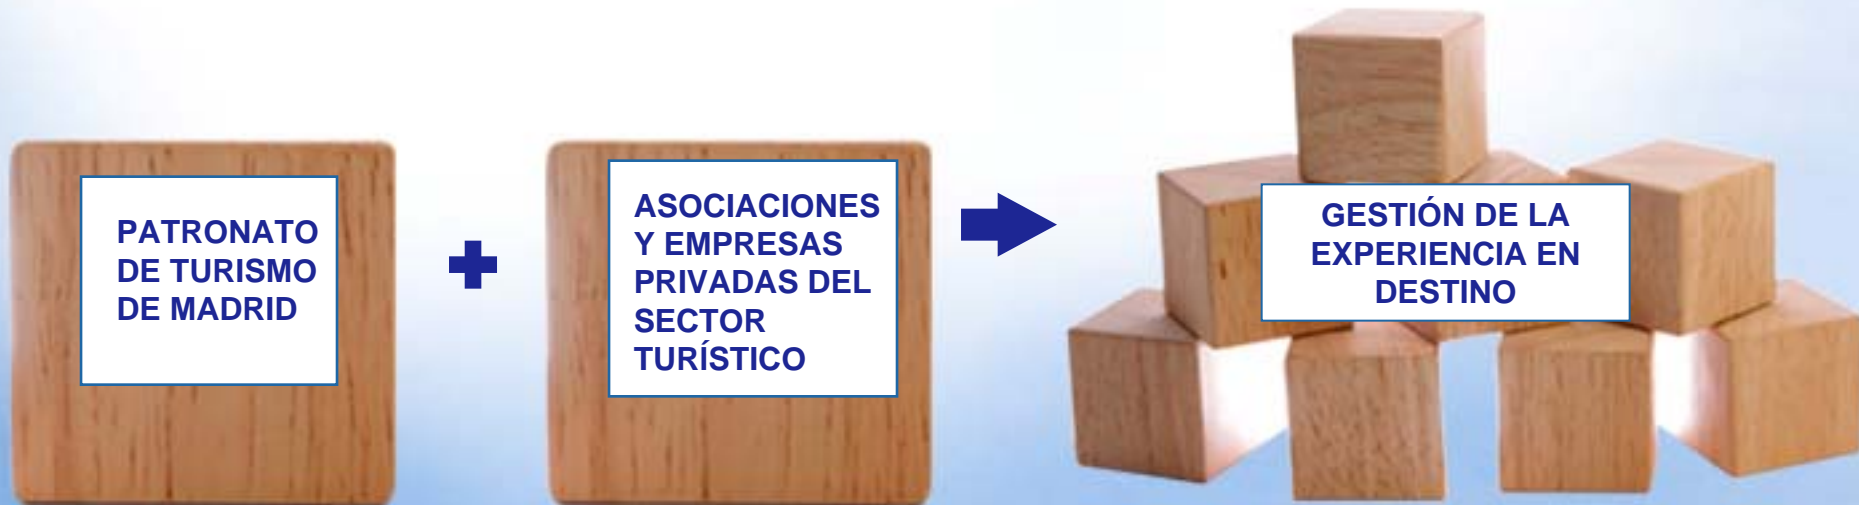 PATRONATO
DE TURISMO
DE MADRID
ASOCIACIONES
Y EMPRESAS
PRIVADAS DEL
SECTOR
TURÍSTICO
GESTIÓN DE LA
EXPERIENCIA EN
DESTINO